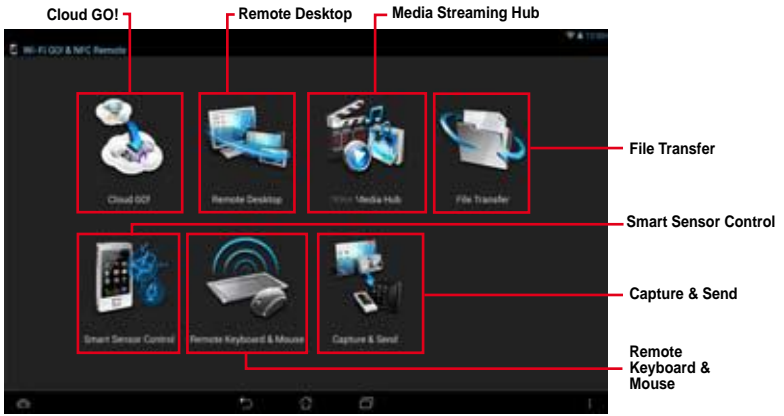 Cloud GO!
Remote Desktop
Media Streaming Hub
Wi-Fi GO! & NFC Remote
Cloud GO!
Remote Desktop
Media Hub
File Transfer
File Transfer
Smart Sensor Control
Smart Sensor Control
Remote Keyboard & Mouse
Capture & Send
Capture & Send
Remote
Keyboard &
Mouse